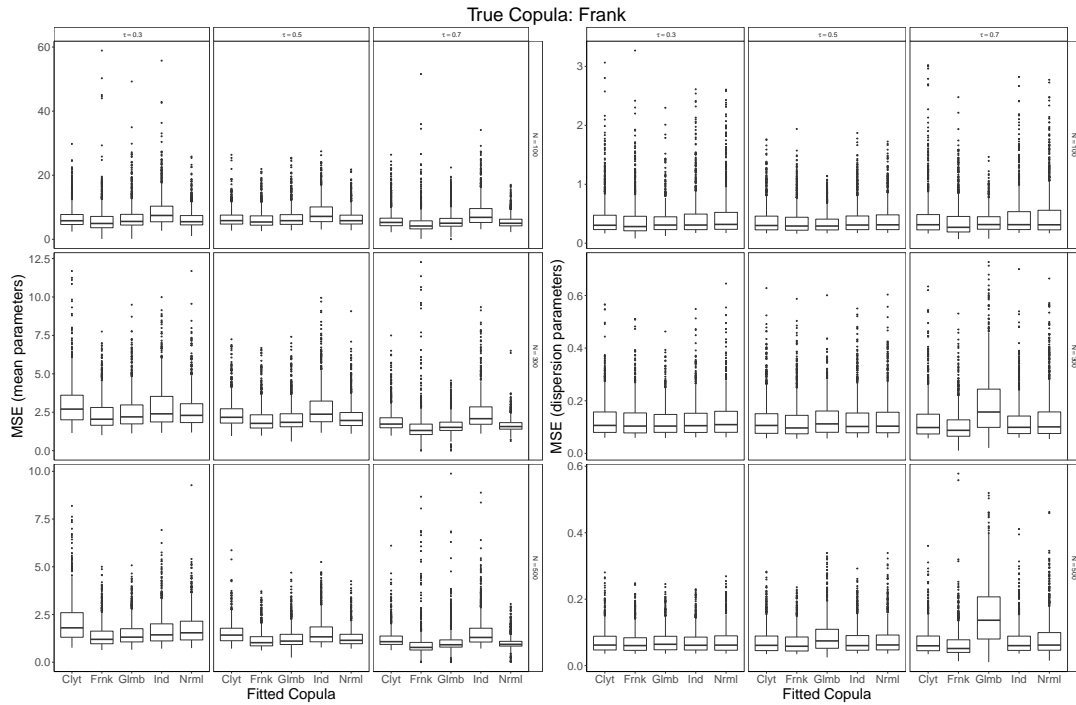 True Copula: Frank
τ = 0.3 τ = 0.5 τ = 0.7 τ = 0.3 τ = 0.5 τ = 0.7
MSE (mean parameters)
60
40
20
0
N = 100
12.5
10.0
7.5
5.0
2.5
0.0
N = 300
10.0
7.5
5.0
2.5
0.0
N = 500
Clyt Frnk Glmb Ind Nrml Clyt Frnk Glmb Ind Nrml Clyt Frnk Glmb Ind Nrml
Fitted Copula
MSE (dispersion parameters)
3
2
1
0
N = 100
0.6
0.4
0.2
0.0
N = 300
0.6
0.4
0.2
0.0
N = 500
Clyt Frnk Glmb Ind Nrml Clyt Frnk Glmb Ind Nrml Clyt Frnk Glmb Ind Nrml
Fitted Copula